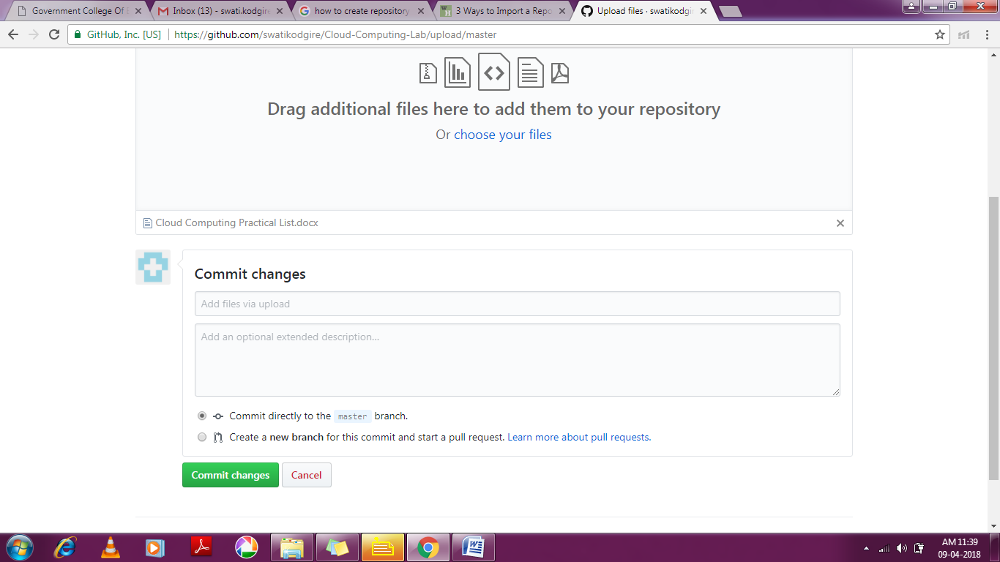 Government College Of E
Inbox (13) - swati.kodgire
how to create repository
3 Ways to Import a Repo
Upload files · swatikodgi
GitHub, Inc. [US]
https://github.com/swatikodgire/Cloud-Computing-Lab/upload/master
Drag additional files here to add them to your repository
Or choose your files
Cloud Computing Practical List.docx
Commit changes
Add files via upload
Add an optional extended description...
Commit directly to the master branch.
Create a new branch for this commit and start a pull request. Learn more about pull requests.
Commit changes
Cancel
AM 11:39
09-04-2018